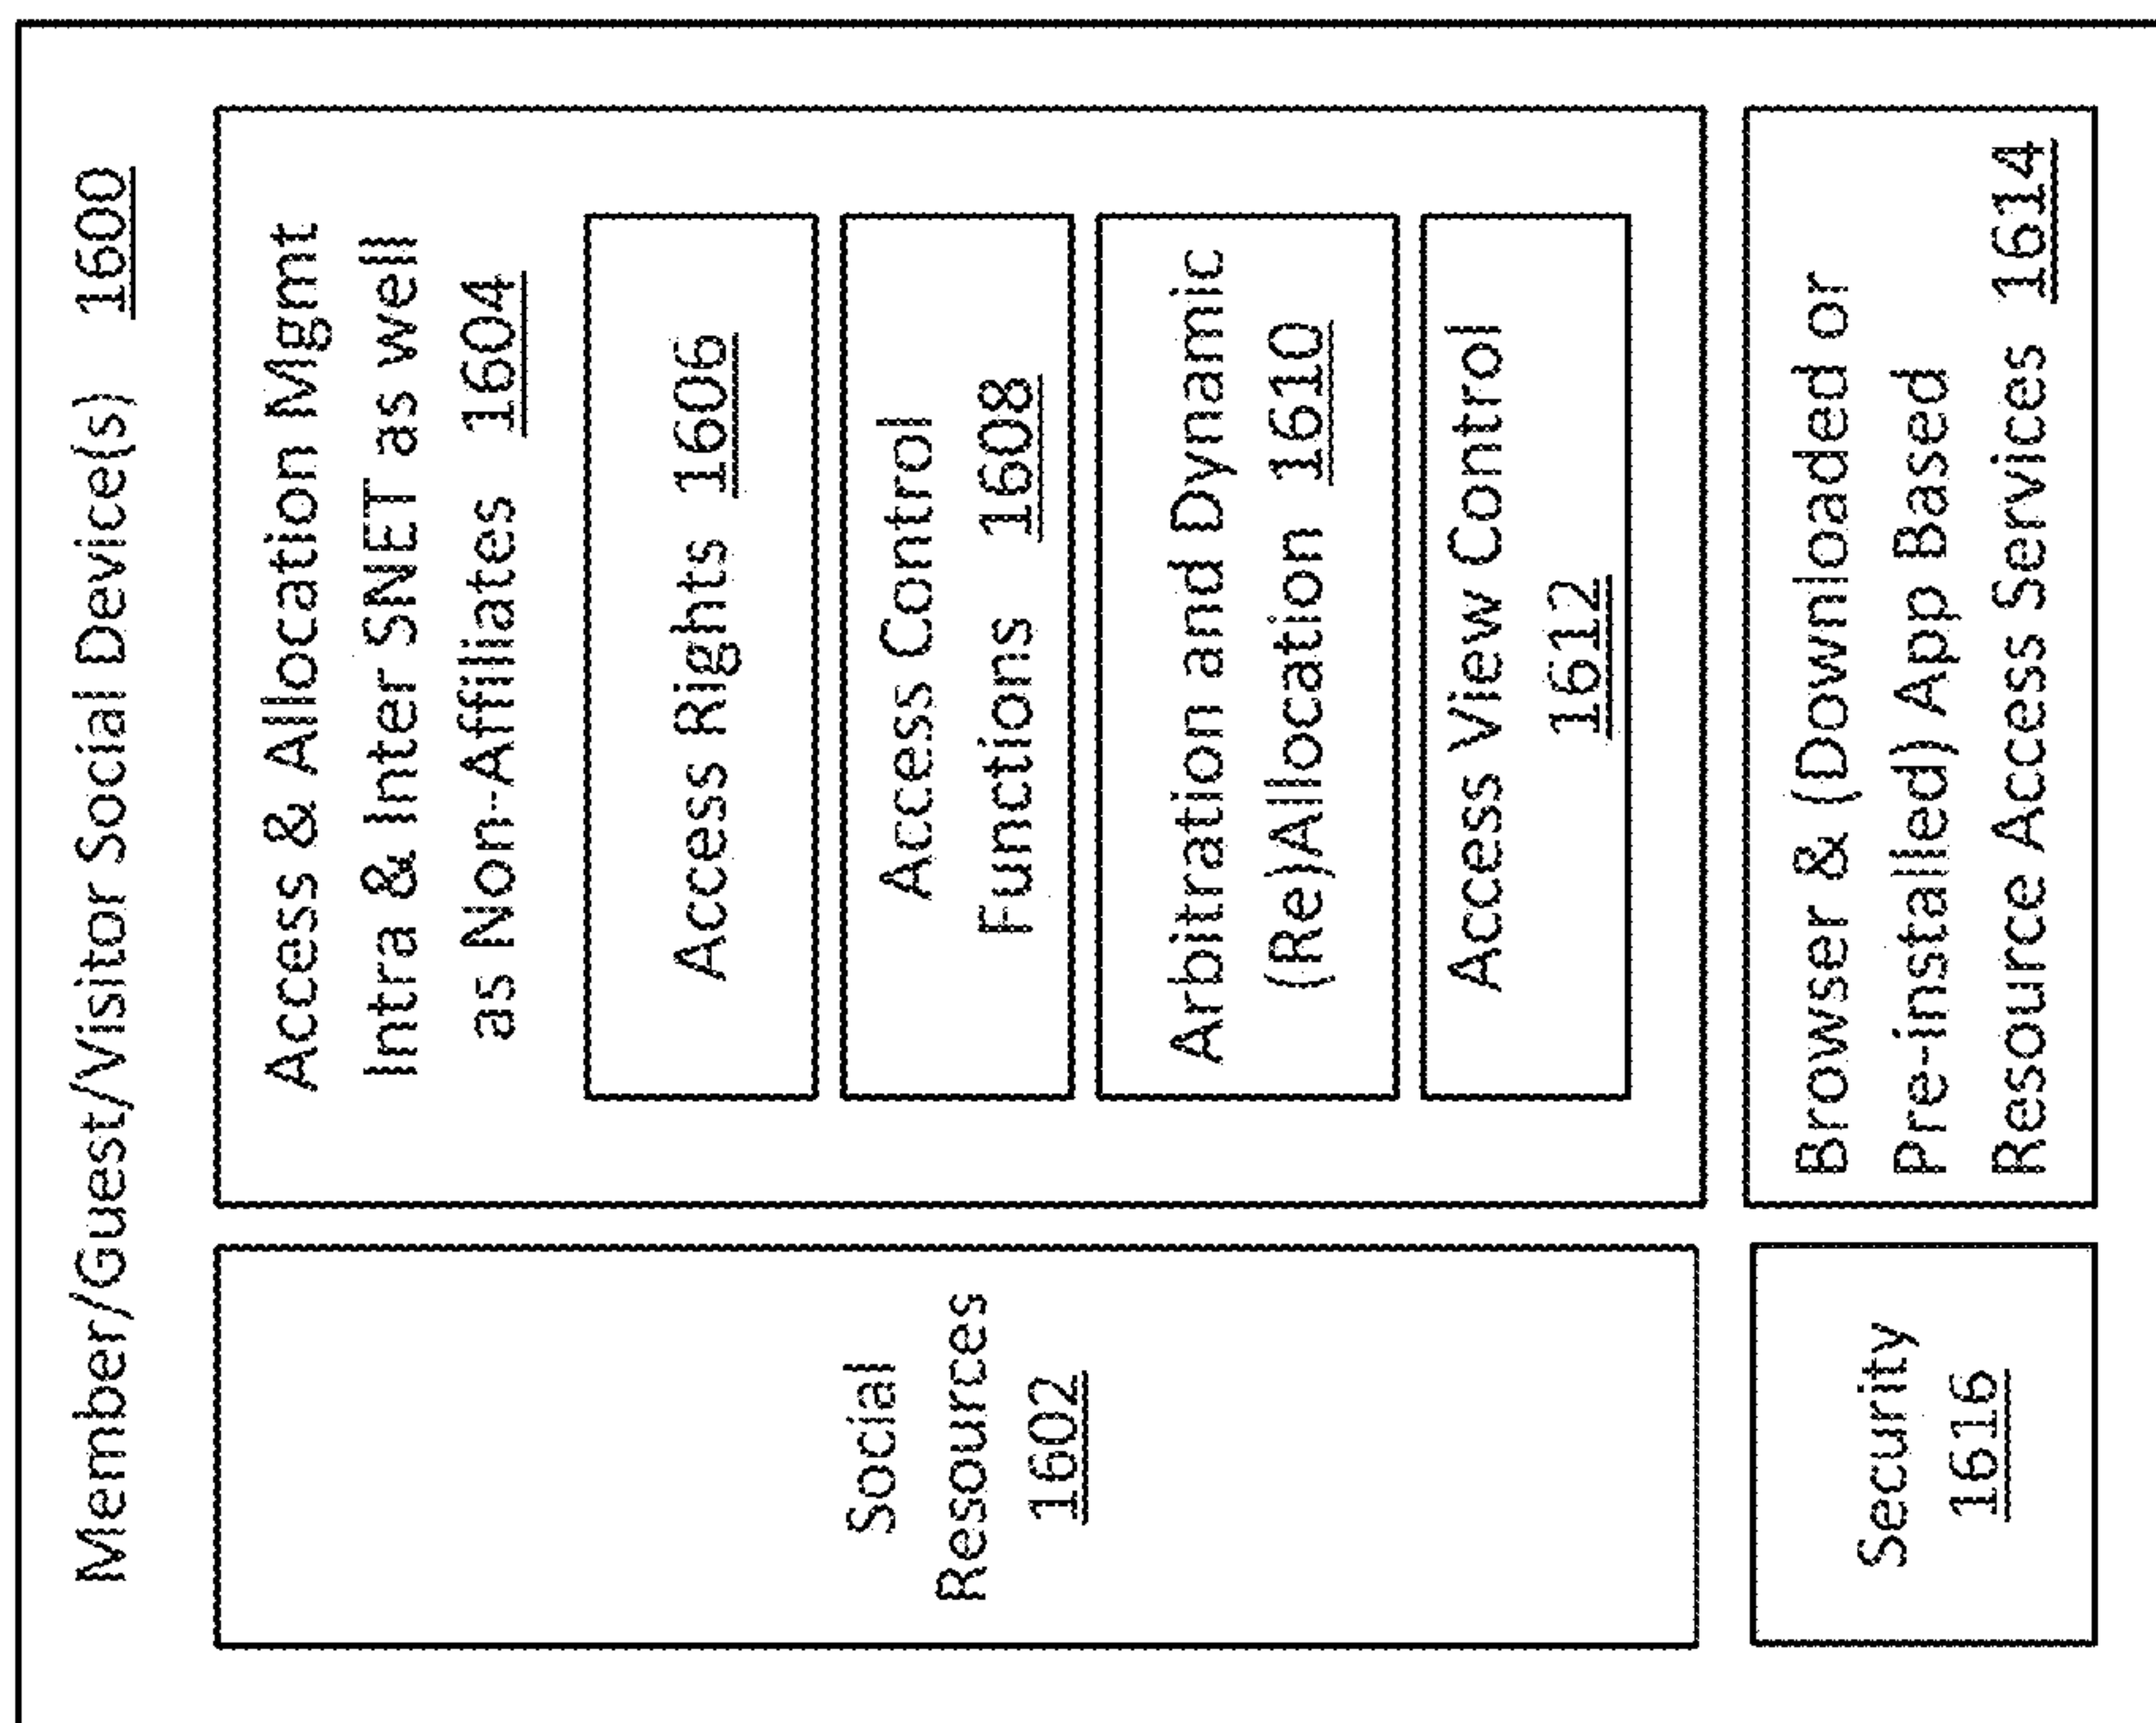 Member/Guest/Visitor Social Device(s) 1600
Social
Resources
1602
Access & Allocation Mgmt
Intra & Inter SNET as well
as Non-Affiliates 1604
Access Rights 1606
Access Control
Functions 1608
Arbitration and Dynamic
(Re)Allocation 1610
Access View Control
1612
Security
1616
Browser & (Downloaded or
Pre-installed) App Based
Resource Access Services 1614